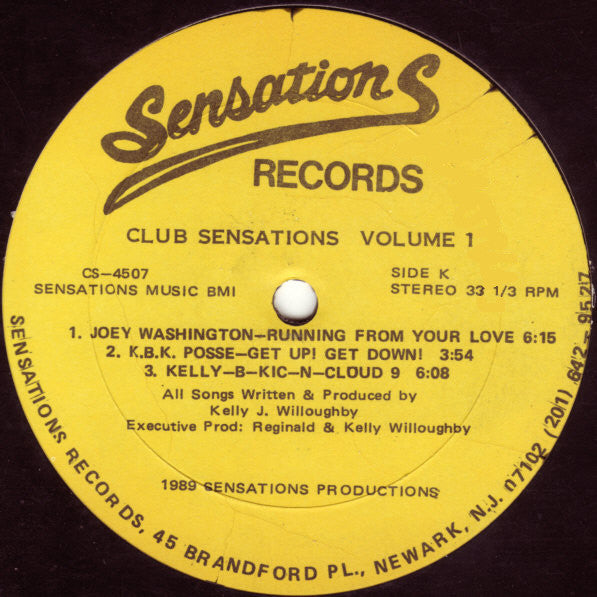 Sensations
RECORDS
CLUB SENSATIONS VOLUME 1
CS-4507
SENSATIONS MUSIC BMI
SIDE K
STEREO 33 1/3 RPM
1. JOEY WASHINGTON-RUNNING FROM YOUR LOVE 6:15
2. K.B.K. POSSE-GET UP! GET DOWN! 3:54
3. KELLY-B-KIC-N-CLOUD 9 6:08
All Songs Written & Produced by
Kelly J. Willoughby
Executive Prod: Reginald & Kelly Willoughby
1989 SENSATIONS PRODUCTIONS
SENSATIONS RECORDS, 45 BRANDFORD PL., NEWARK, N.J. 07102 (201) 642-9527